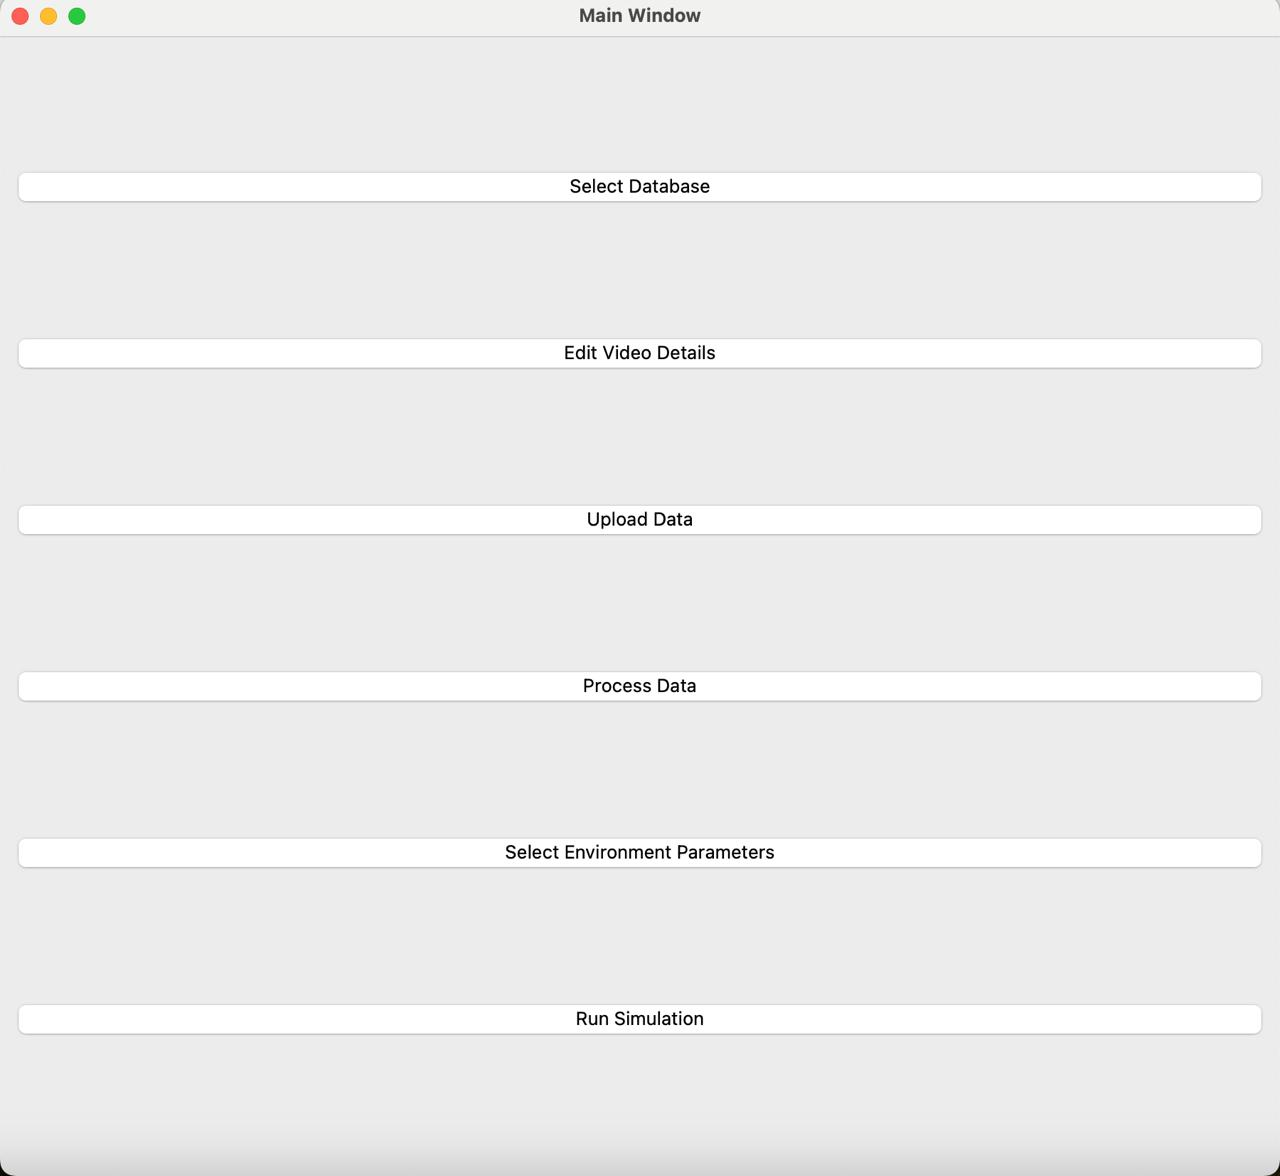 Main Window
Select Database
Edit Video Details
Upload Data
Process Data
Select Environment Parameters
Run Simulation